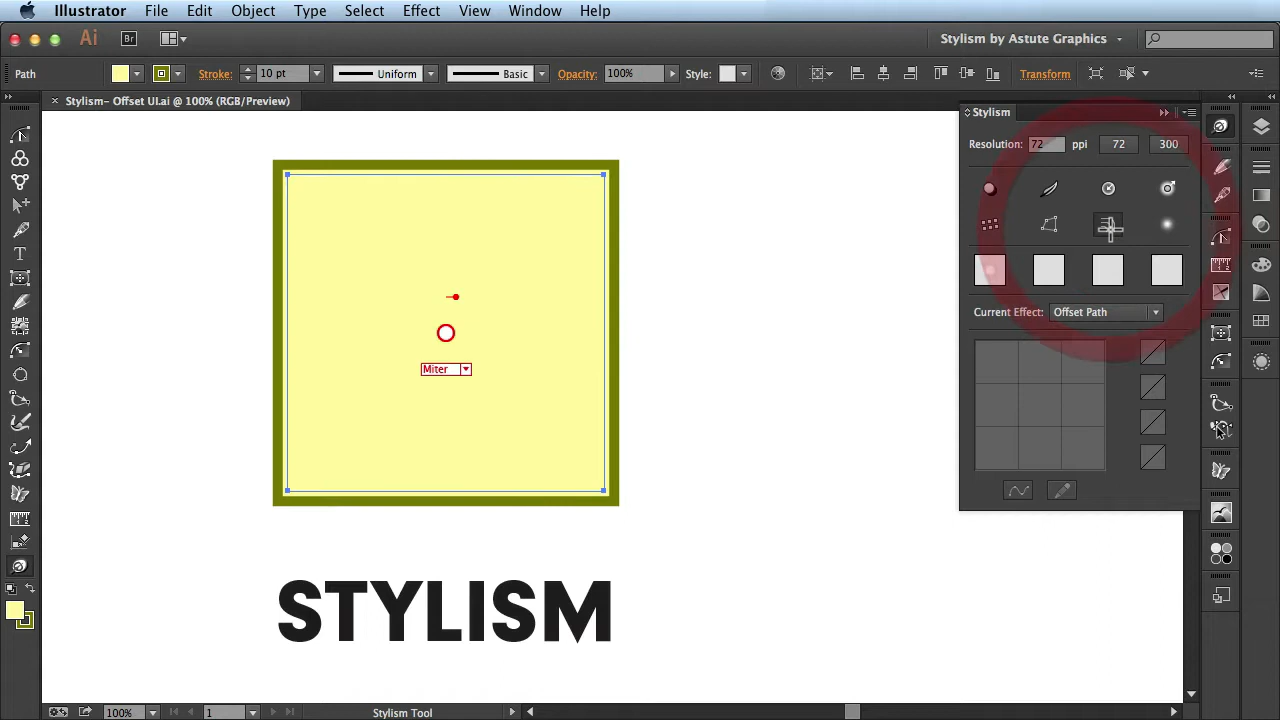 Illustrator File Edit Object Type Select Effect View Window Help
Ai Br Stylism by Astute Graphics
Path Stroke: 10 pt Uniform Basic Opacity: 100% Style: Transform
× Stylism- Offset UI.ai @ 100% (RGB/Preview)
Stylism
Resolution: 72 ppi 72 300
Current Effect: Offset Path
Miter
STYLISM
100% 1 Stylism Tool